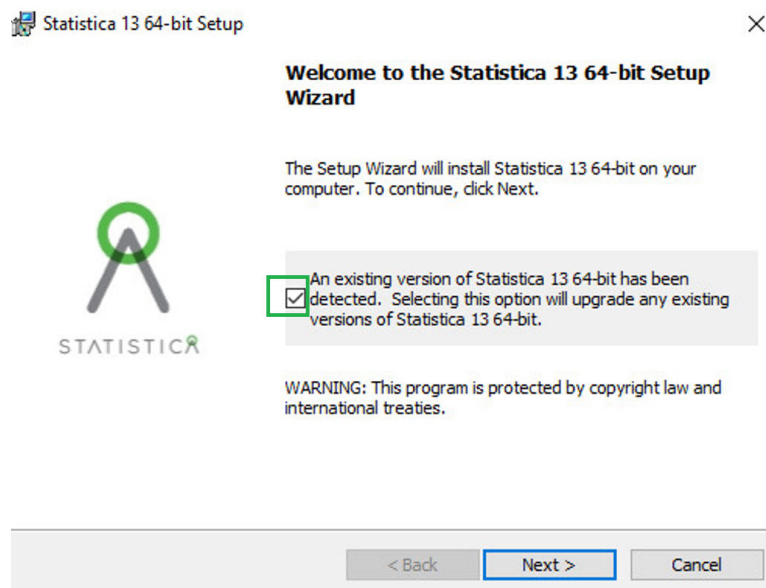 Statistica 13 64-bit Setup
Welcome to the Statistica 13 64-bit Setup
Wizard
The Setup Wizard will install Statistica 13 64-bit on your
computer. To continue, click Next.
An existing version of Statistica 13 64-bit has been
detected.  Selecting this option will upgrade any existing
versions of Statistica 13 64-bit.
STATISTICA
WARNING: This program is protected by copyright law and
international treaties.
< Back
Next >
Cancel